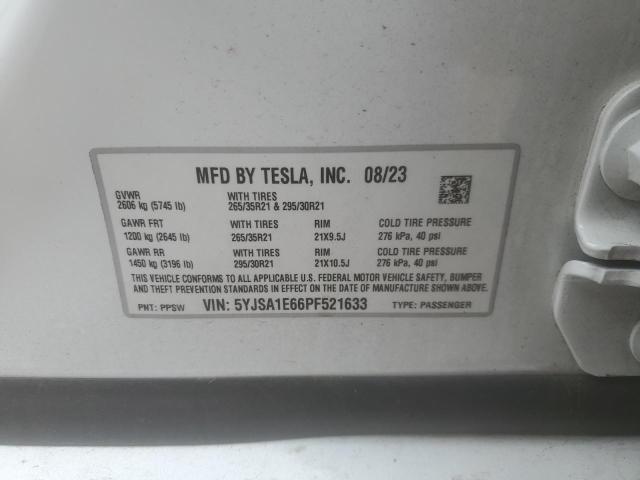 MFD BY TESLA, INC. 08/23
GVWR WITH TIRES
2606 kg (5745 lb) 265/35R21 & 295/30R21
GAWR FRT WITH TIRES RIM COLD TIRE PRESSURE
1200 kg (2645 lb) 265/35R21 21X9.5J 276 kPa, 40 psi
GAWR RR WITH TIRES RIM COLD TIRE PRESSURE
1450 kg (3196 lb) 295/30R21 21X10.5J 276 kPa, 40 psi
THIS VEHICLE CONFORMS TO ALL APPLICABLE U.S. FEDERAL MOTOR VEHICLE SAFETY, BUMPER
AND THEFT PREVENTION STANDARDS IN EFFECT ON THE DATE OF MANUFACTURE SHOWN ABOVE.
PNT: PPSW VIN: 5YJSA1E66PF521633 TYPE: PASSENGER